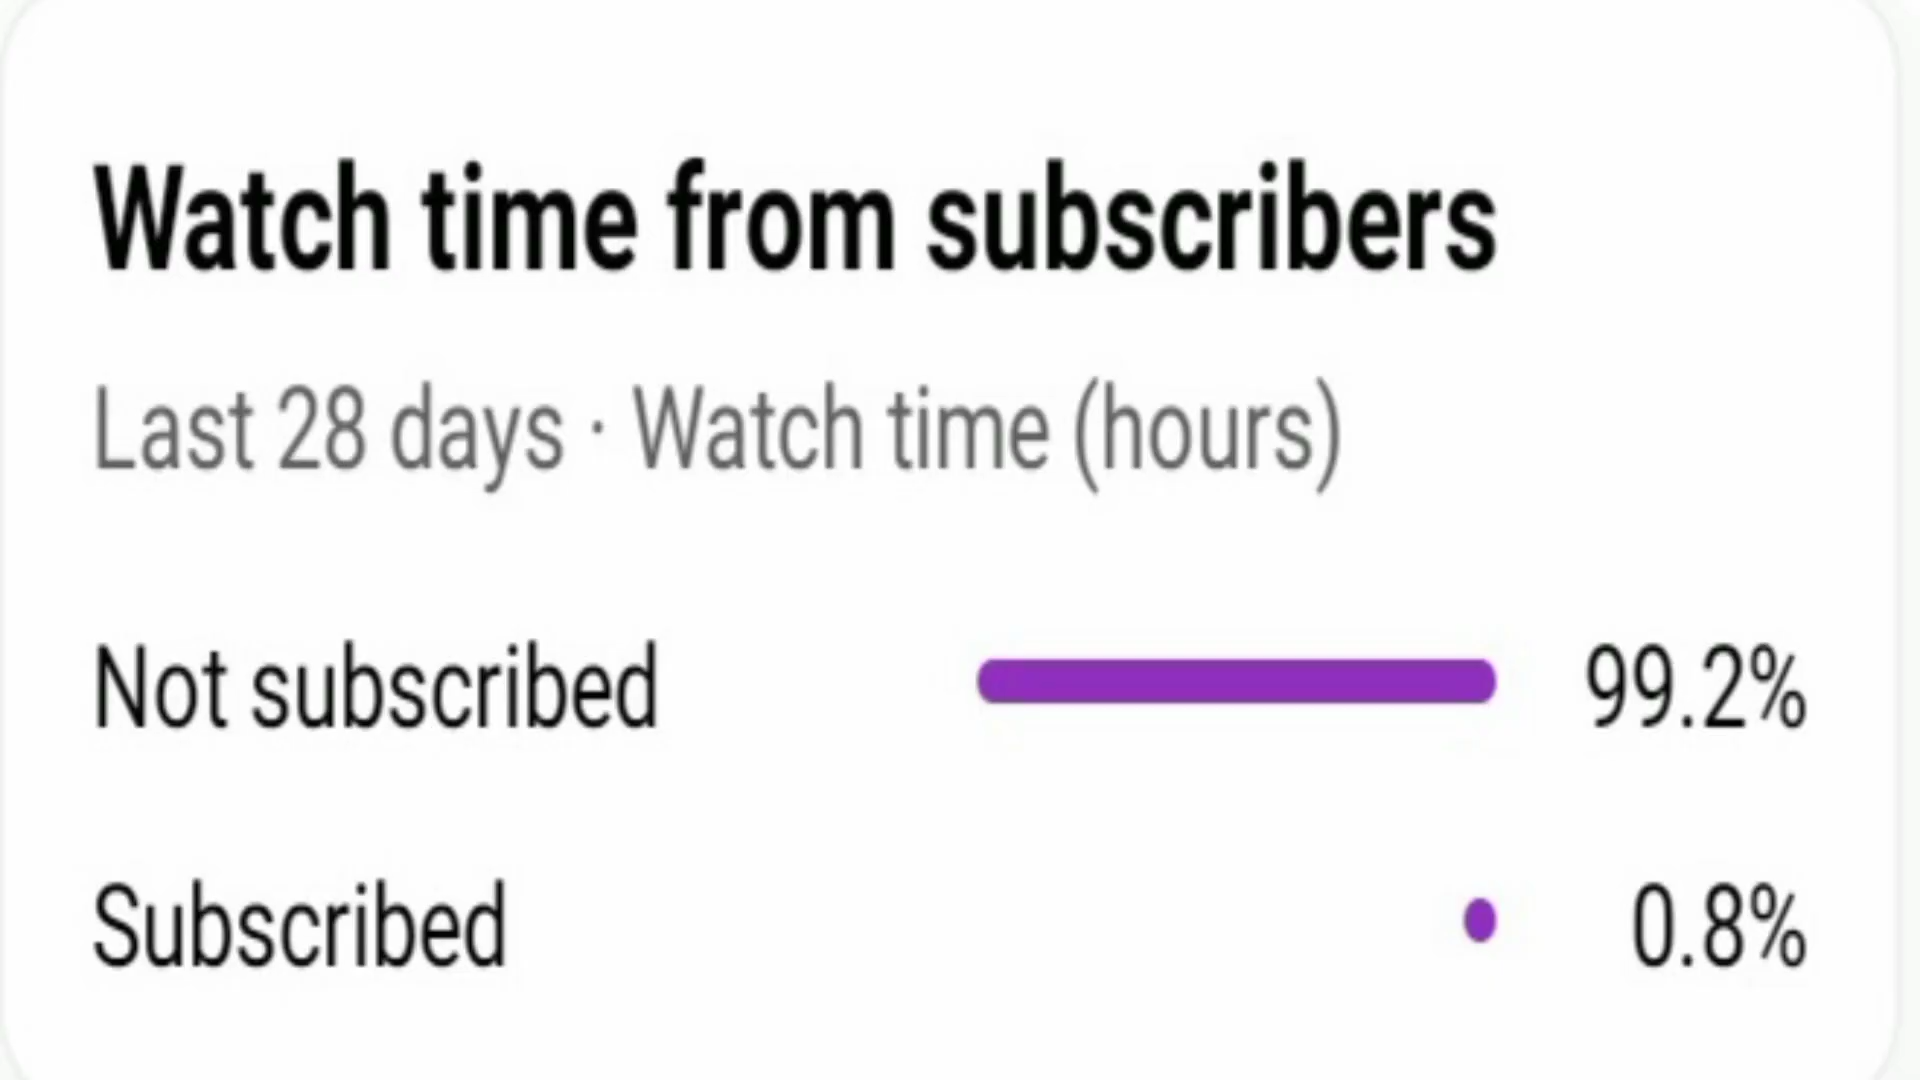 Watch time from subscribers
Last 28 days · Watch time (hours)
Not subscribed 99.2%
Subscribed 0.8%